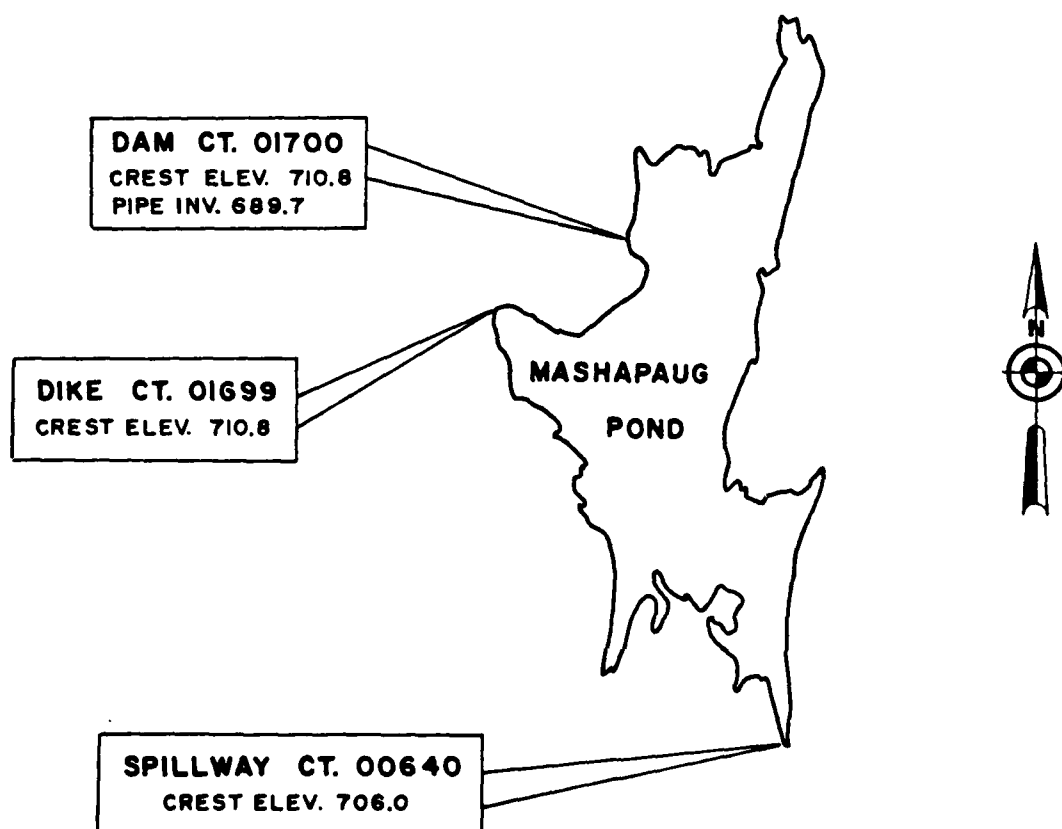 DAM CT. 01700
CREST ELEV. 710.8
PIPE INV. 689.7
DIKE CT. 01699
CREST ELEV. 710.8
MASHAPAUG
POND
N
SPILLWAY CT. 00640
CREST ELEV. 706.0